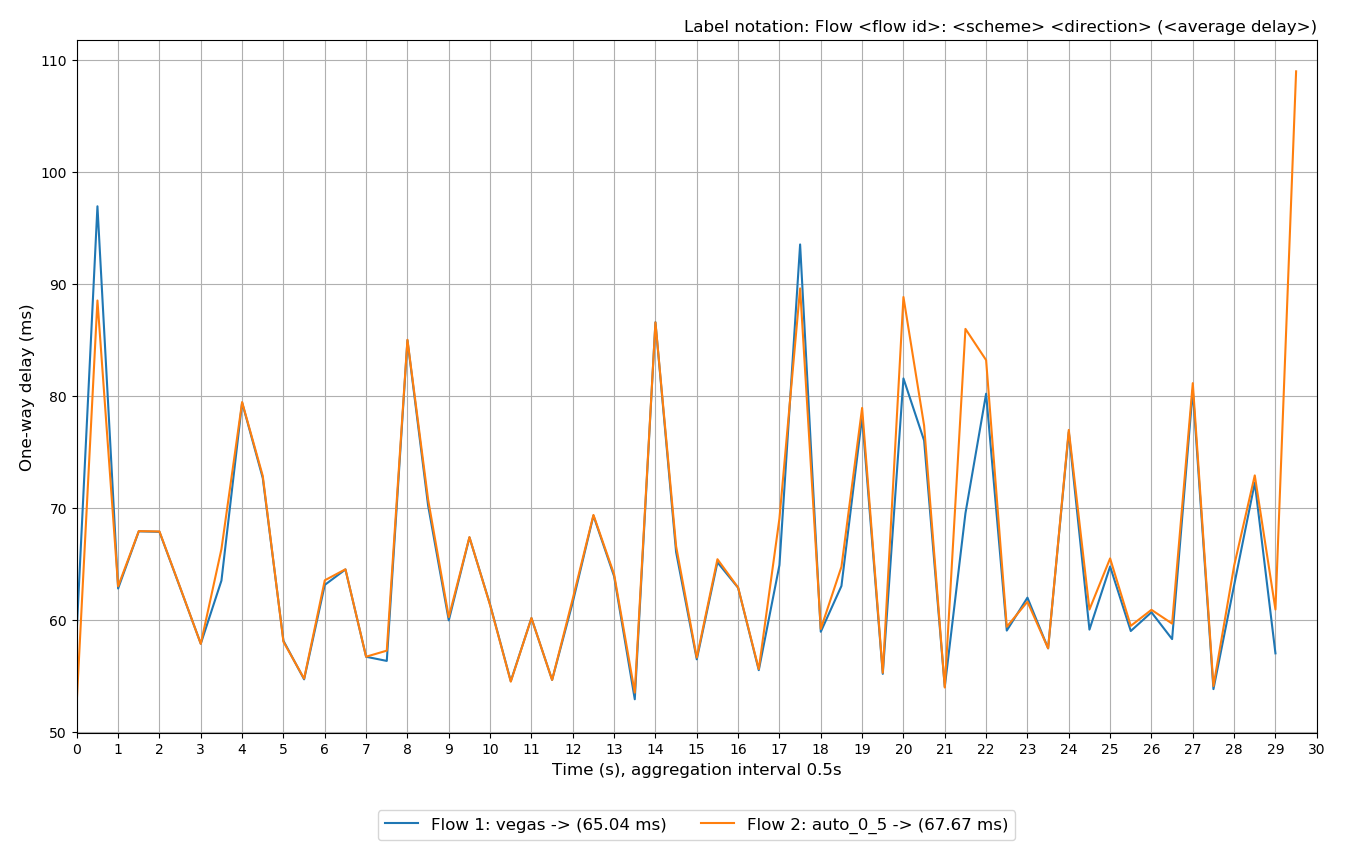 Label notation: Flow <flow id>: <scheme> <direction> (<average delay>)
110
100
90
80
70
60
50
One-way delay (ms)
0 1 2 3 4 5 6 7 8 9 10 11 12 13 14 15 16 17 18 19 20 21 22 23 24 25 26 27 28 29 30
Time (s), aggregation interval 0.5s
Flow 1: vegas -> (65.04 ms) Flow 2: auto_0_5 -> (67.67 ms)